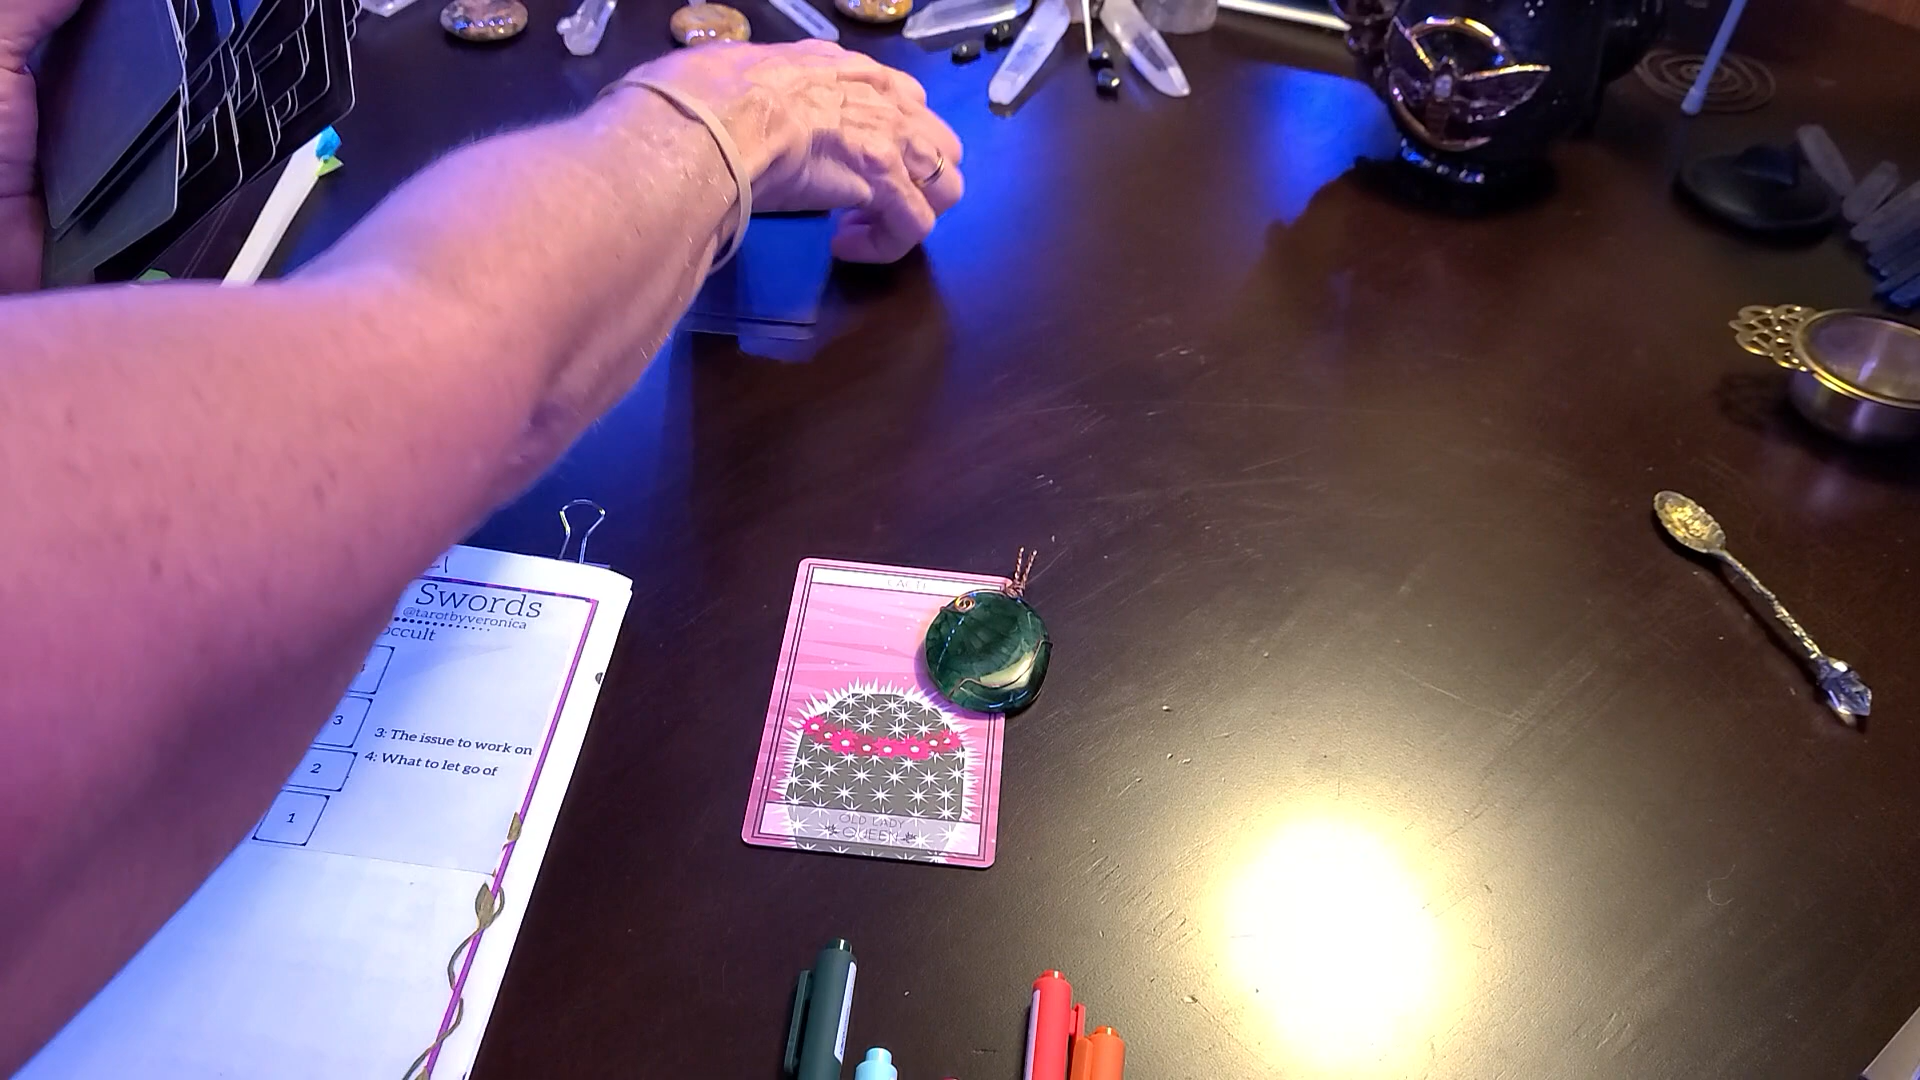 Swords
@tarotbyveronica
occult
3
2
1
3: The issue to work on
4: What to let go of
CACTI
OLD LADY
QUEEN